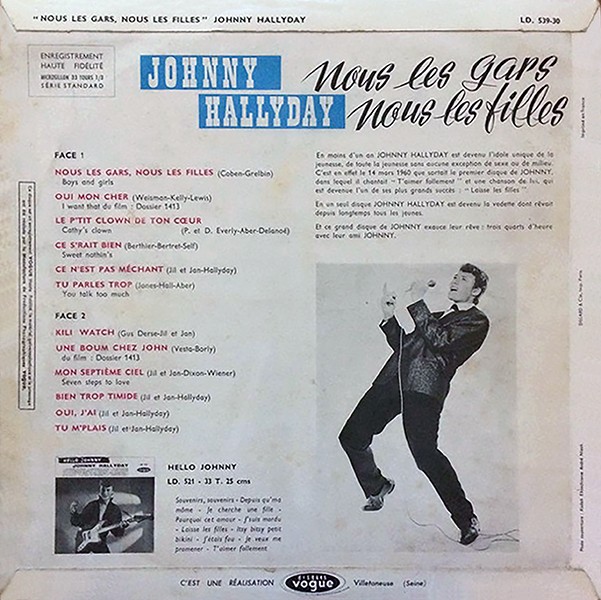 "NOUS LES GARS, NOUS LES FILLES" JOHNNY HALLYDAY
LD. 539-30
ENREGISTREMENT
HAUTE FIDÉLITÉ
MICROSILLON 33 TOURS 1/3
SÉRIE STANDARD
JOHNNY
HALLYDAY
Nous les gars
Nous les filles
FACE 1
NOUS LES GARS, NOUS LES FILLES (Coben-Grelbin)
Boys and girls
OUI MON CHER (Weisman-Kelly-Lewis)
I want that du film : Dossier 1413
LE P'TIT CLOWN DE TON CŒUR
Cathy's clown (P. et D. Everly-Aber-Delanoé)
CE S'RAIT BIEN (Berthier-Bertret-Self)
Sweet nothin's
CE N'EST PAS MÉCHANT (Jil et Jan-Hallyday)
TU PARLES TROP (Jones-Hall-Aber)
You talk too much
FACE 2
KILI WATCH (Gus Derse-Jil et Jan)
UNE BOUM CHEZ JOHN (Vesta-Borly)
du film : Dossier 1413
MON SEPTIÈME CIEL (Jil et Jan-Dixon-Wiener)
Seven steps to love
BIEN TROP TIMIDE (Jil et Jan-Hallyday)
OUI, J'AI (Jil et Jan-Hallyday)
TU M'PLAIS (Jil et Jan-Hallyday)
En moins d'un an JOHNNY HALLYDAY est devenu l'idole unique de la
jeunesse, de toute la jeunesse sans aucune exception de sexe ou de milieu.
C'est en effet le 14 mars 1960 que sortait le premier disque de JOHNNY,
dans lequel il chantait " T'aimer follement " et une chanson de lui, qui
est devenue l'un de ses plus grands succès : " Laisse les filles "
En un seul disque JOHNNY HALLYDAY est devenu la vedette dont rêvait
depuis longtemps tous les jeunes.
Et ce grand disque de JOHNNY exauce leur rêve : trois quarts d'heure
avec leur ami JOHNNY.
HELLO JOHNNY
JOHNNY HALLYDAY
HELLO JOHNNY
LD. 521 - 33 T. 25 cms
Souvenirs, souvenirs - Depuis qu'ma
môme - Je cherche une fille -
Pourquoi cet amour - J'suis mordu
- Laisse les filles - Itsy bitsy petit
bikini - J'étais fou - Je veux me
promener - T'aimer follement
C'EST UNE RÉALISATION
vogue
Villetaneuse (Seine)
Imprimé en France
DILLARD & Cie, Imp. Paris.